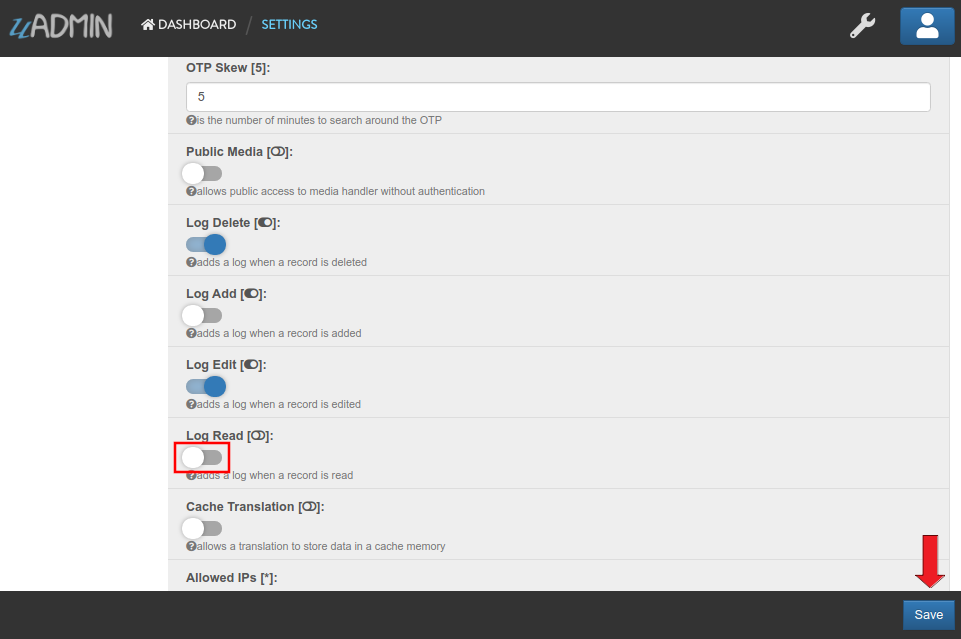 uADMIN
DASHBOARD / SETTINGS
OTP Skew [5]:
5
is the number of minutes to search around the OTP
Public Media []:
allows public access to media handler without authentication
Log Delete []:
adds a log when a record is deleted
Log Add []:
adds a log when a record is added
Log Edit []:
adds a log when a record is edited
Log Read []:
adds a log when a record is read
Cache Translation []:
allows a translation to store data in a cache memory
Allowed IPs [*]:
Save